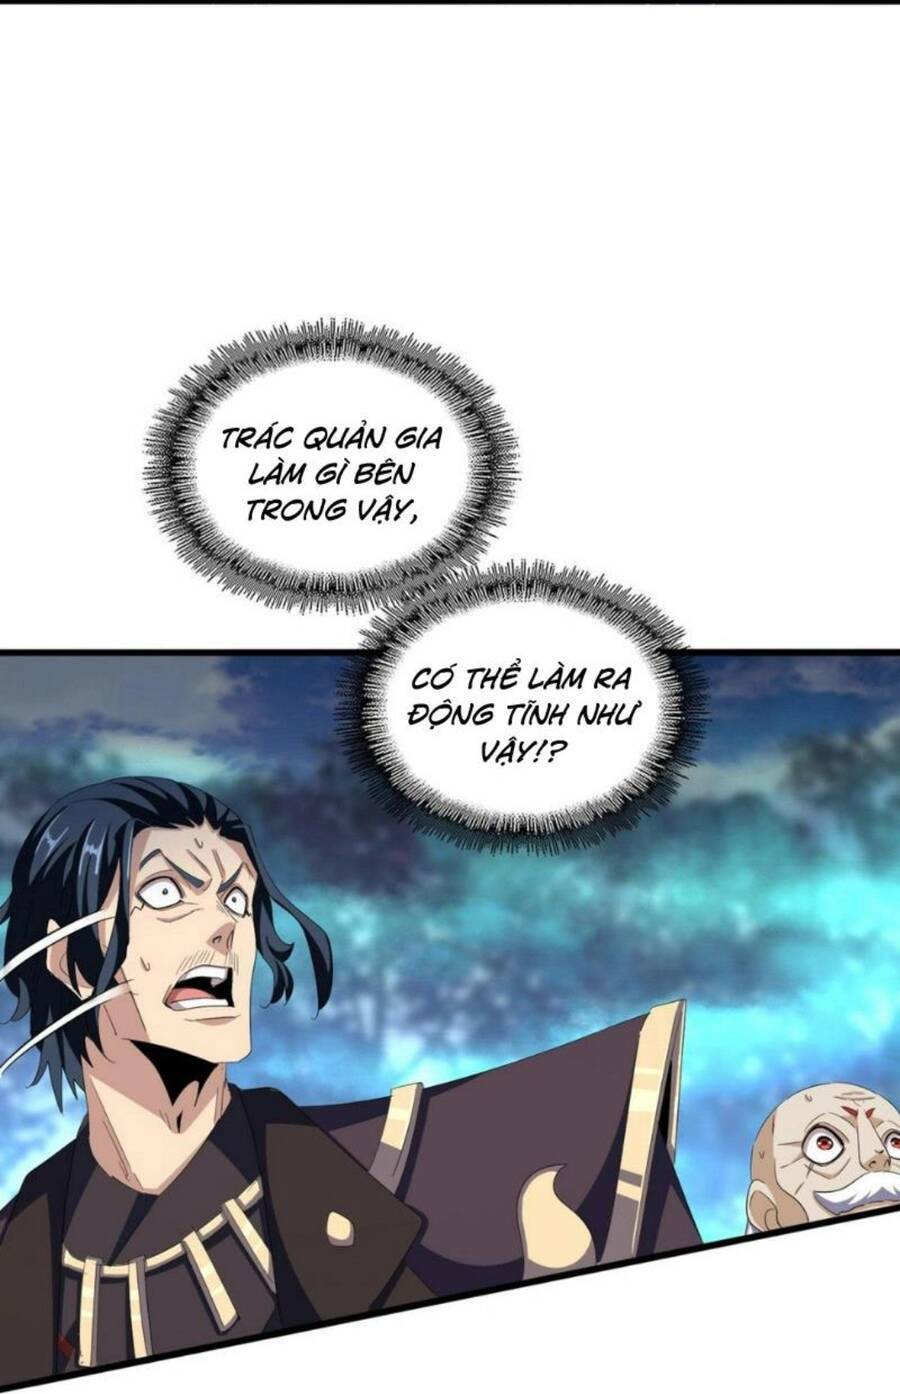 TRÁC QUẢN GIA
LÀM GÌ BÊN
TRONG VẬY,
CÓ THỂ LÀM RA
ĐỘNG TĨNH NHƯ
VẬY!?